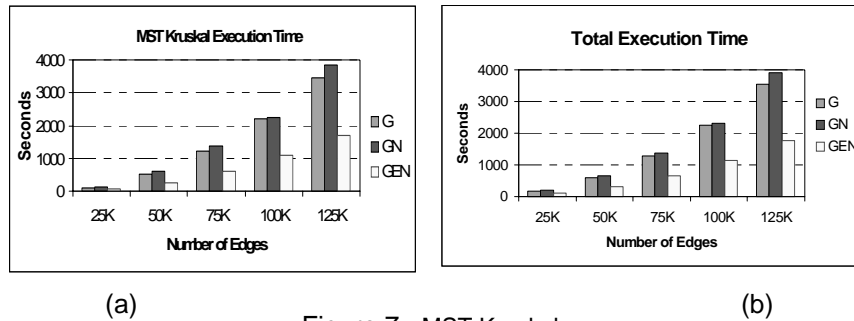 MST Kruskal Execution Time
4000
3000
2000
1000
0
Seconds
25K 50K 75K 100K 125K
Number of Edges
G
GN
GEN
(a)
Total Execution Time
4000
3000
2000
1000
0
Seconds
25K 50K 75K 100K 125K
Number of Edges
G
GN
GEN
(b)